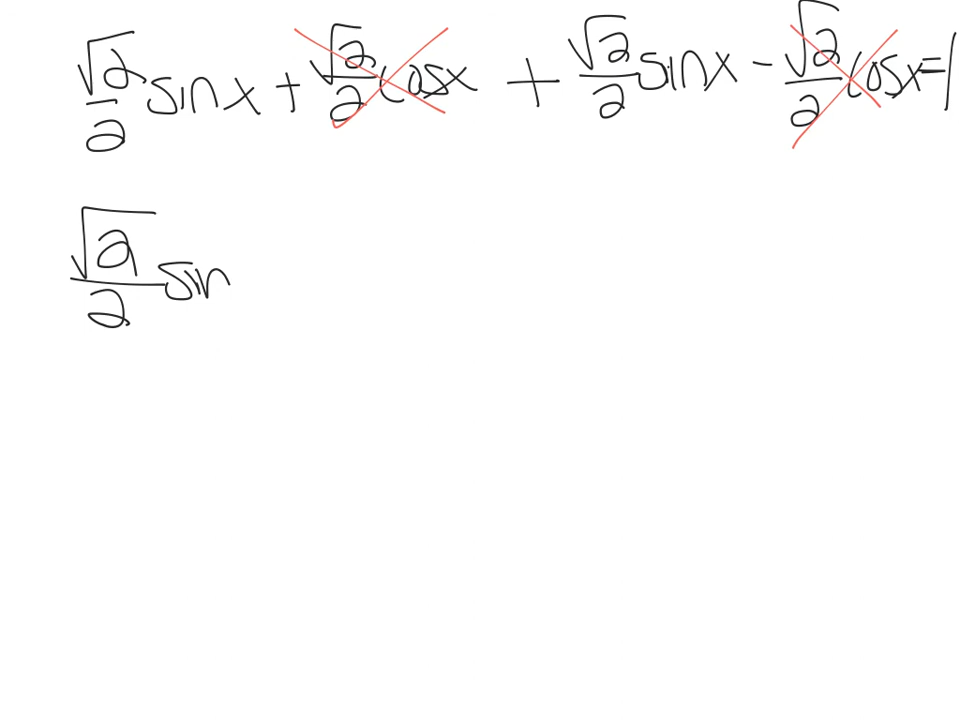 √2/2 sin x + √2/2 cos x + √2/2 sin x - √2/2 cos x = 1
√2/2 sin